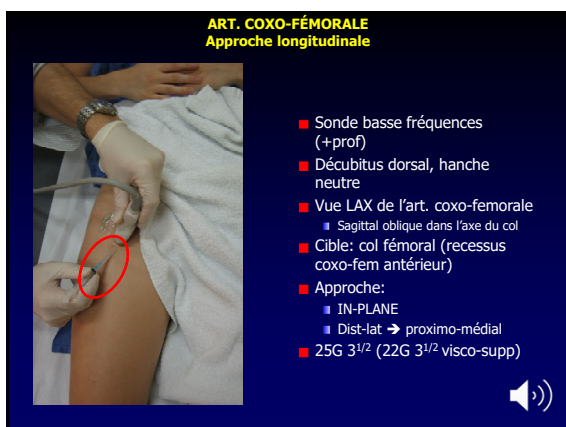 ART. COXO-FÉMORALE
Approche longitudinale
Sonde basse fréquences
(+prof)
Décubitus dorsal, hanche
neutre
Vue LAX de l'art. coxo-femorale
Sagittal oblique dans l'axe du col
Cible: col fémoral (recessus
coxo-fem antérieur)
Approche:
IN-PLANE
Dist-lat ➔ proximo-médial
25G 3^1/2 (22G 3^1/2 visco-supp)